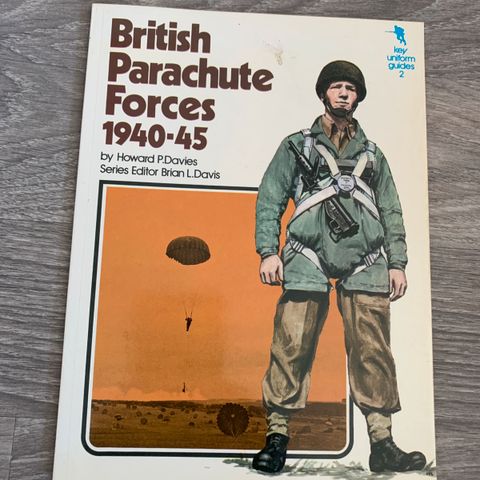 British
Parachute
Forces
1940-45
by Howard P.Davies
Series Editor Brian L.Davis
key
uniform
guides
2